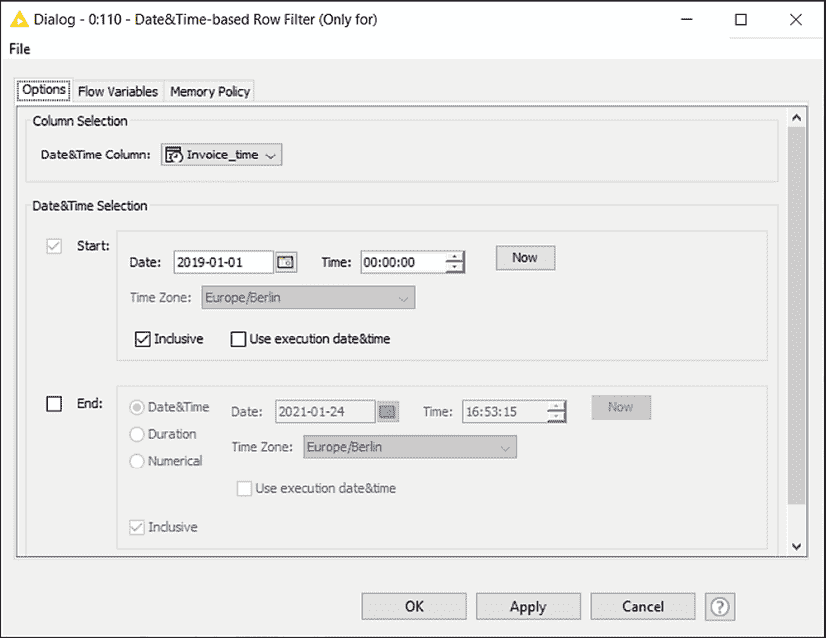 Dialog - 0:110 - Date&Time-based Row Filter (Only for)
File
Options Flow Variables Memory Policy
Column Selection
Date&Time Column: Invoice_time
Date&Time Selection
Start:
Date: 2019-01-01 Time: 00:00:00 Now
Time Zone: Europe/Berlin
Inclusive Use execution date&time
End:
Date&Time Date: 2021-01-24 Time: 16:53:15 Now
Duration
Time Zone: Europe/Berlin
Numerical
Use execution date&time
Inclusive
OK Apply Cancel ?